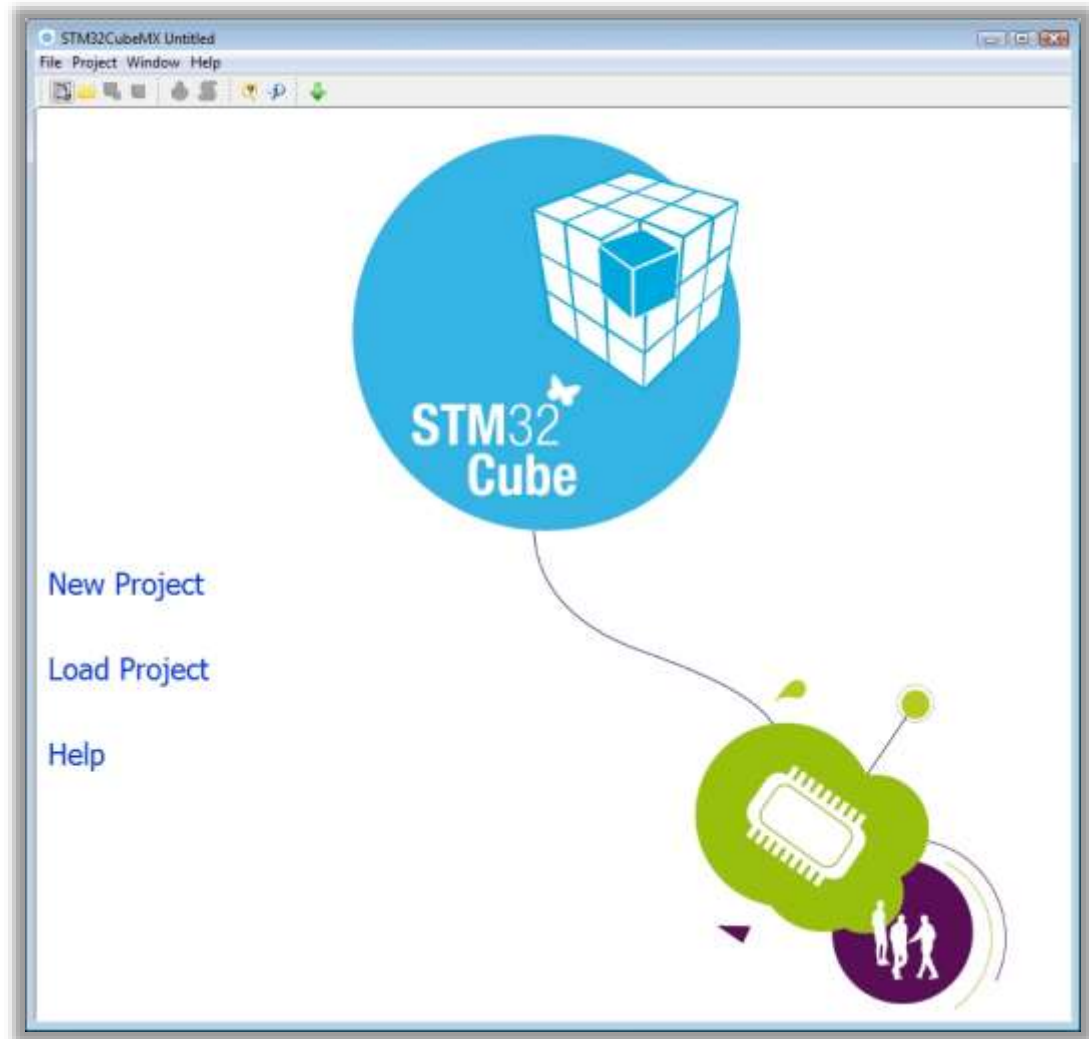 STM32CubeMX Untitled
File Project Window Help
STM32
Cube
New Project
Load Project
Help